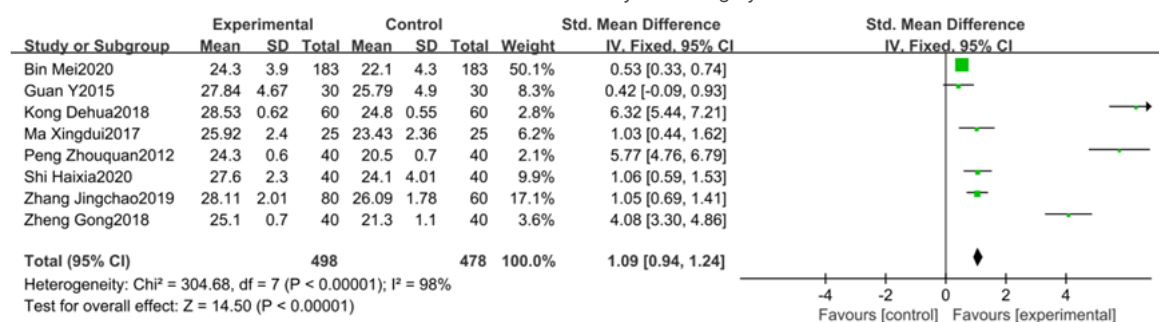 Experimental Control Std. Mean Difference Std. Mean Difference
Study or Subgroup Mean SD Total Mean SD Total Weight IV, Fixed, 95% CI IV, Fixed, 95% CI
Bin Mei2020 24.3 3.9 183 22.1 4.3 183 50.1% 0.53 [0.33, 0.74]
Guan Y2015 27.84 4.67 30 25.79 4.9 30 8.3% 0.42 [-0.09, 0.93]
Kong Dehua2018 28.53 0.62 60 24.8 0.55 60 2.8% 6.32 [5.44, 7.21]
Ma Xingdui2017 25.92 2.4 25 23.43 2.36 25 6.2% 1.03 [0.44, 1.62]
Peng Zhouquan2012 24.3 0.6 40 20.5 0.7 40 2.1% 5.77 [4.76, 6.79]
Shi Haixia2020 27.6 2.3 40 24.1 4.01 40 9.9% 1.06 [0.59, 1.53]
Zhang Jingchao2019 28.11 2.01 80 26.09 1.78 60 17.1% 1.05 [0.69, 1.41]
Zheng Gong2018 25.1 0.7 40 21.3 1.1 40 3.6% 4.08 [3.30, 4.86]
Total (95% CI) 498 478 100.0% 1.09 [0.94, 1.24]
Heterogeneity: Chi² = 304.68, df = 7 (P < 0.00001); I² = 98%
Test for overall effect: Z = 14.50 (P < 0.00001)
-4 -2 0 2 4
Favours [control] Favours [experimental]